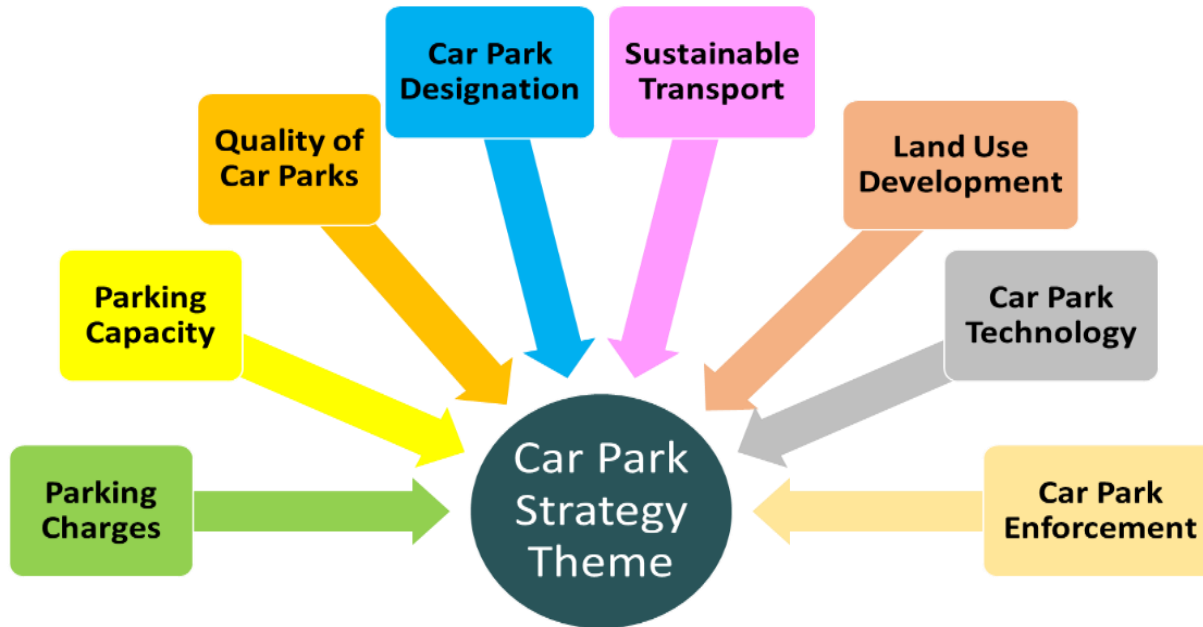 Car Park
Designation
Sustainable
Transport
Quality of
Car Parks
Land Use
Development
Parking
Capacity
Car Park
Technology
Parking
Charges
Car Park
Strategy
Theme
Car Park
Enforcement